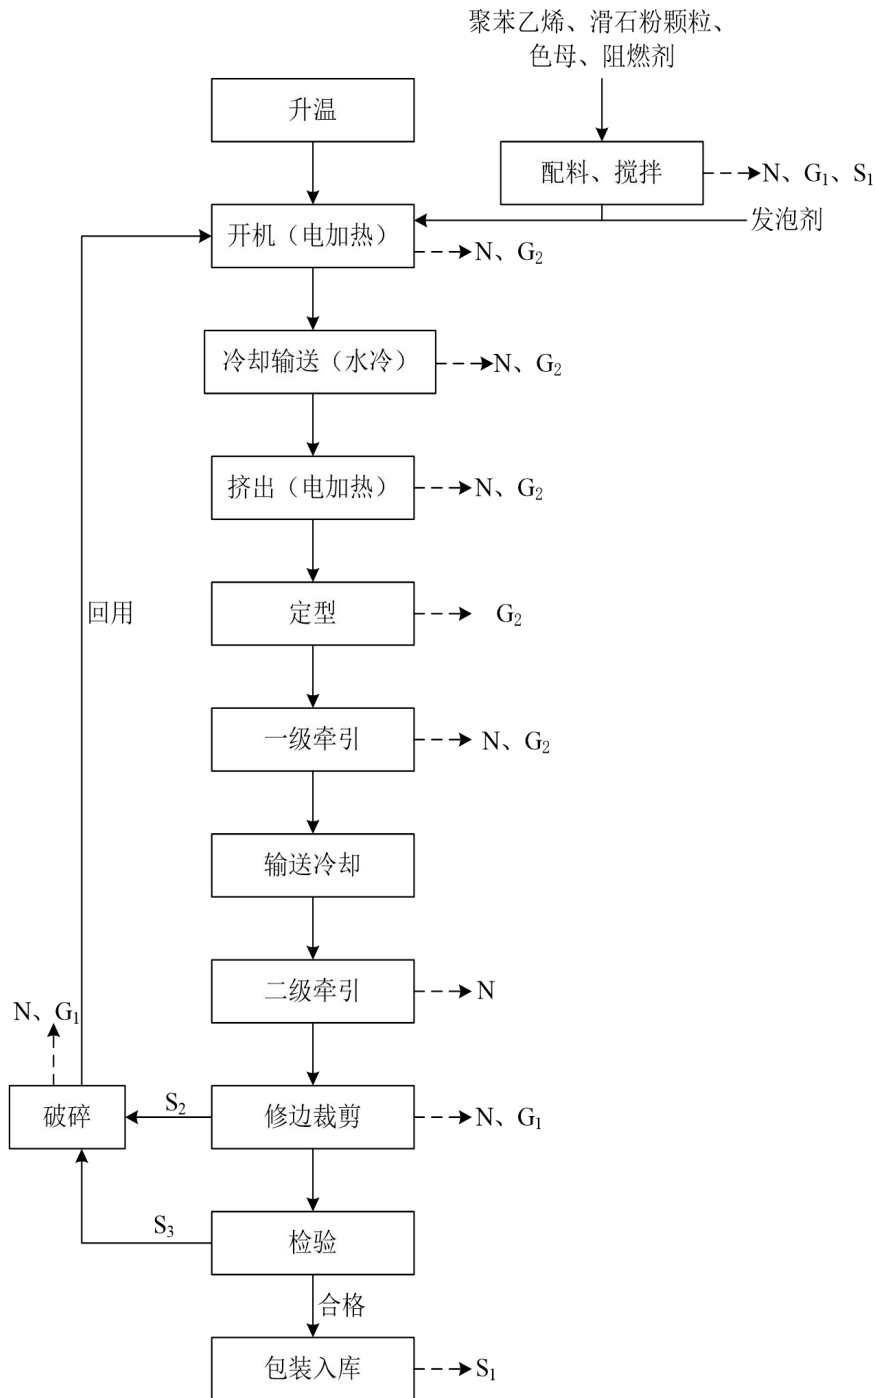 聚苯乙烯、滑石粉颗粒、
色母、阻燃剂
升温
配料、搅拌
N、G₁、S₁
发泡剂
开机（电加热）
N、G₂
冷却输送（水冷）
N、G₂
挤出（电加热）
N、G₂
定型
G₂
回用
一级牵引
N、G₂
输送冷却
二级牵引
N
N、G₁
破碎
S₂
修边裁剪
N、G₁
S₃
检验
合格
包装入库
S₁